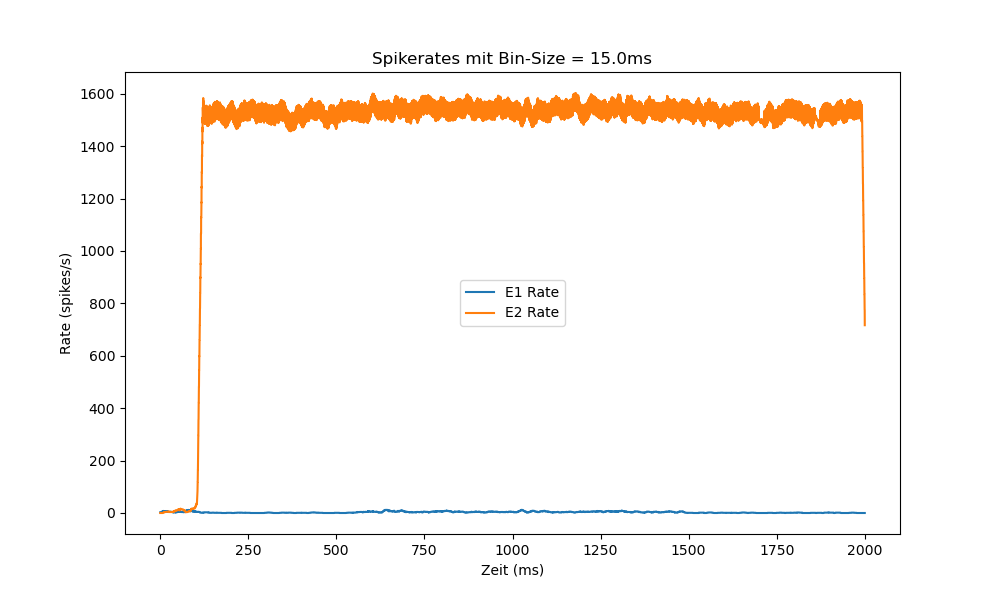 Spikerates mit Bin-Size = 15.0ms
1600
1400
1200
1000
800
600
400
200
0
Rate (spikes/s)
E1 Rate
E2 Rate
0 250 500 750 1000 1250 1500 1750 2000
Zeit (ms)